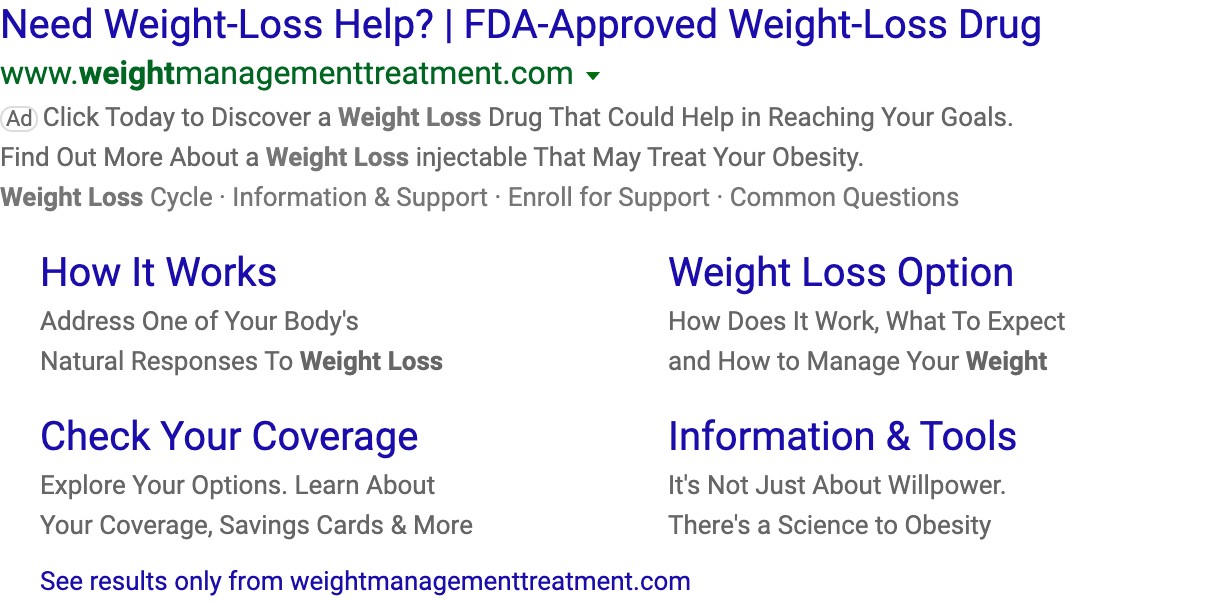 Need Weight-Loss Help? | FDA-Approved Weight-Loss Drug
www.weightmanagementtreatment.com
Ad Click Today to Discover a Weight Loss Drug That Could Help in Reaching Your Goals.
Find Out More About a Weight Loss injectable That May Treat Your Obesity.
Weight Loss Cycle · Information & Support · Enroll for Support · Common Questions
How It Works
Address One of Your Body's
Natural Responses To Weight Loss
Weight Loss Option
How Does It Work, What To Expect
and How to Manage Your Weight
Check Your Coverage
Explore Your Options. Learn About
Your Coverage, Savings Cards & More
Information & Tools
It's Not Just About Willpower.
There's a Science to Obesity
See results only from weightmanagementtreatment.com